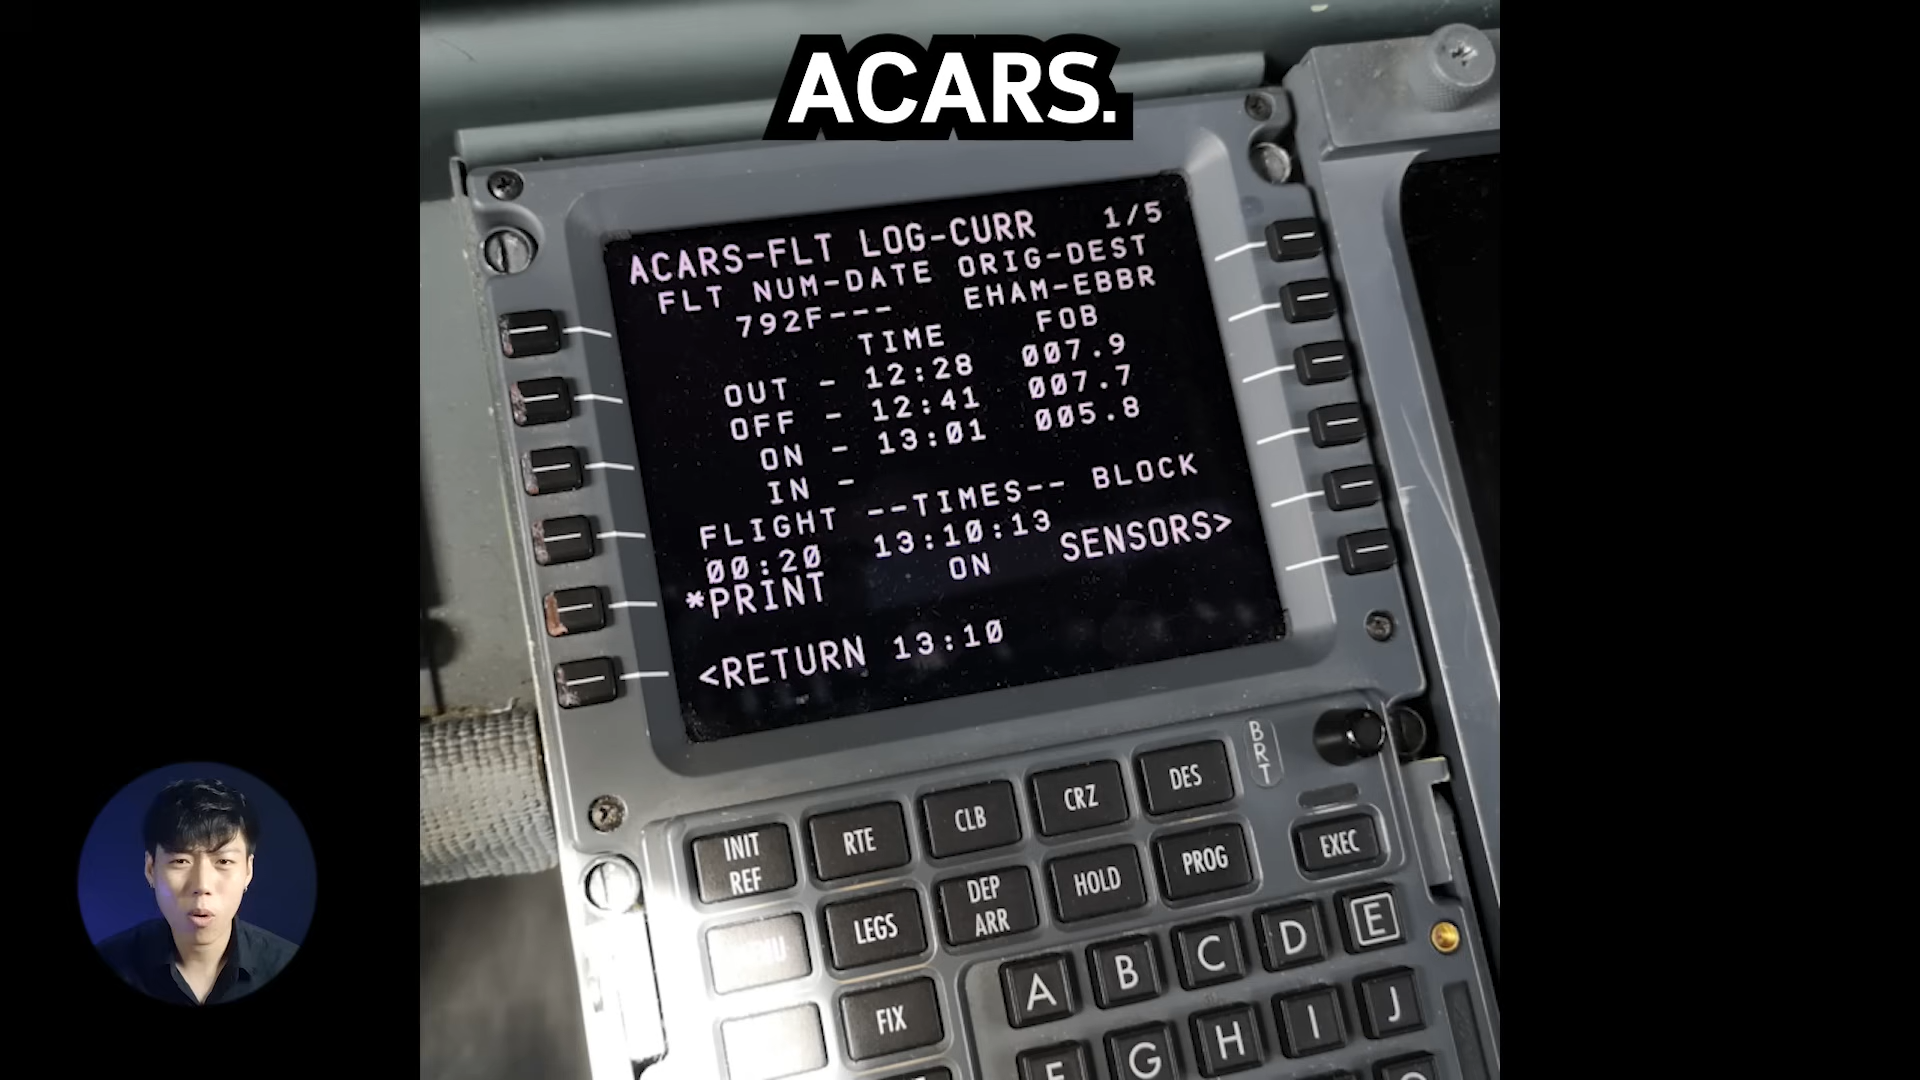 ACARS.
ACARS-FLT LOG-CURR 1/5
FLT NUM-DATE ORIG-DEST
792F--- EHAM-EBBR
TIME FOB
OUT - 12:28 007.9
OFF - 12:41 007.7
ON - 13:01 005.8
IN -
FLIGHT --TIMES-- BLOCK
00:20 13:10:13
*PRINT ON SENSORS>
<RETURN 13:10
BRT
INIT REF RTE CLB CRZ DES
LEGS DEP ARR HOLD PROG EXEC
FIX A B C D E
G H I J